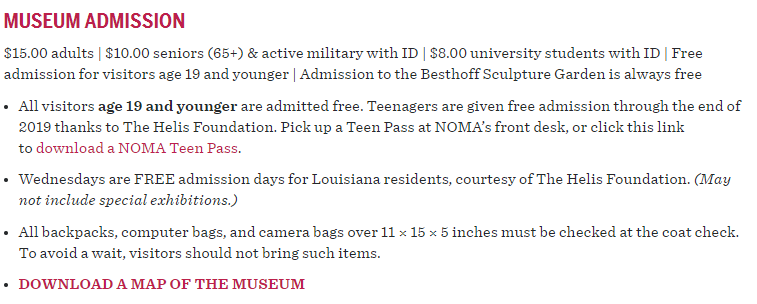 MUSEUM ADMISSION
$15.00 adults | $10.00 seniors (65+) & active military with ID | $8.00 university students with ID | Free
admission for visitors age 19 and younger | Admission to the Besthoff Sculpture Garden is always free
• All visitors age 19 and younger are admitted free. Teenagers are given free admission through the end of
2019 thanks to The Helis Foundation. Pick up a Teen Pass at NOMA’s front desk, or click this link
to download a NOMA Teen Pass.
• Wednesdays are FREE admission days for Louisiana residents, courtesy of The Helis Foundation. (May
not include special exhibitions.)
• All backpacks, computer bags, and camera bags over 11 × 15 × 5 inches must be checked at the coat check.
To avoid a wait, visitors should not bring such items.
• DOWNLOAD A MAP OF THE MUSEUM